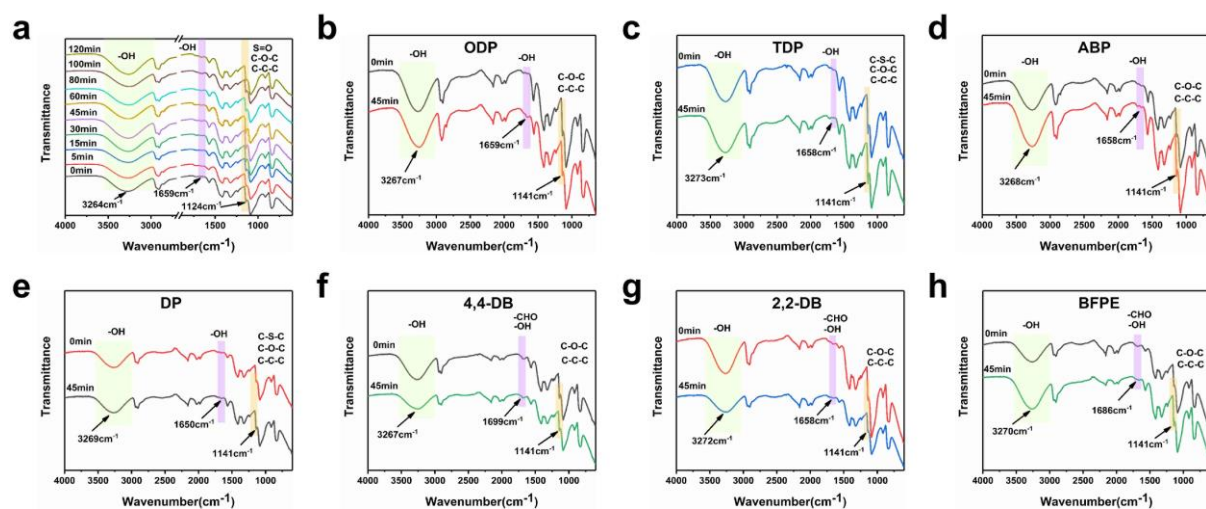 a
120min
100min
80min
60min
45min
30min
15min
5min
0min
-OH
-OH
S=O
C-O-C
C-C-C
3264cm-1
1659cm-1
1124cm-1
4000 3000 2000 1000
Wavenumber(cm-1)
Transmittance
b
ODP
0min
45min
-OH
-OH
C-O-C
C-C-C
3267cm-1
1659cm-1
1141cm-1
4000 3500 3000 2500 2000 1500 1000
Wavenumber(cm-1)
Transmittance
c
TDP
0min
45min
-OH
-OH
C-S-C
C-O-C
C-C-C
3273cm-1
1658cm-1
1141cm-1
4000 3500 3000 2500 2000 1500 1000
Wavenumber(cm-1)
Transmittance
d
ABP
0min
45min
-OH
-OH
C-O-C
C-C-C
3268cm-1
1658cm-1
1141cm-1
4000 3500 3000 2500 2000 1500 1000
Wavenumber(cm-1)
Transmittance
e
DP
0min
45min
-OH
-OH
C-S-C
C-O-C
C-C-C
3269cm-1
1650cm-1
1141cm-1
4000 3500 3000 2500 2000 1500 1000
Wavenumber(cm-1)
Transmittance
f
4,4-DB
0min
45min
-OH
-CHO
-OH
C-O-C
C-C-C
3267cm-1
1699cm-1
1141cm-1
4000 3500 3000 2500 2000 1500 1000
Wavenumber(cm-1)
Transmittance
g
2,2-DB
0min
45min
-OH
-CHO
-OH
C-O-C
C-C-C
3272cm-1
1658cm-1
1141cm-1
4000 3500 3000 2500 2000 1500 1000
Wavenumber(cm-1)
Transmittance
h
BFPE
0min
45min
-OH
-CHO
-OH
C-O-C
C-C-C
3270cm-1
1686cm-1
1141cm-1
4000 3500 3000 2500 2000 1500 1000
Wavenumber(cm-1)
Transmittance